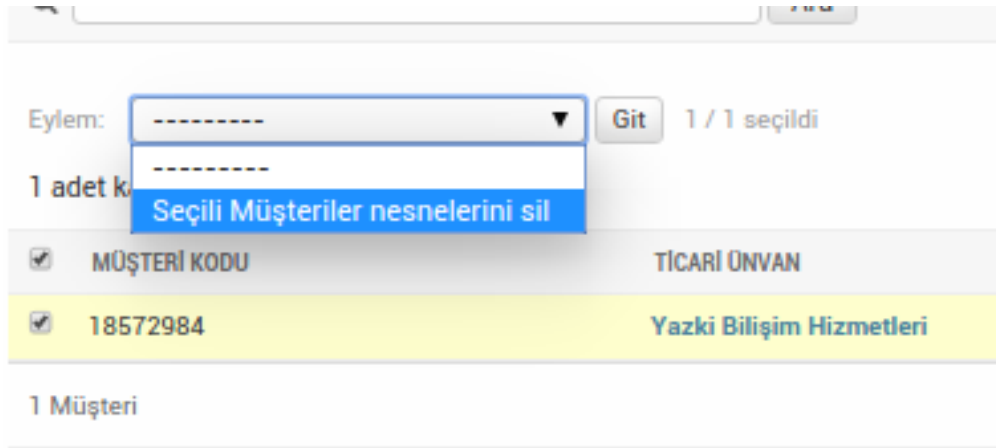 Eylem: --------- Git 1 / 1 seçildi
---------
1 adet
Seçili Müşteriler nesnelerini sil
MÜŞTERİ KODU TİCARİ ÜNVAN
18572984 Yazki Bilişim Hizmetleri
1 Müşteri